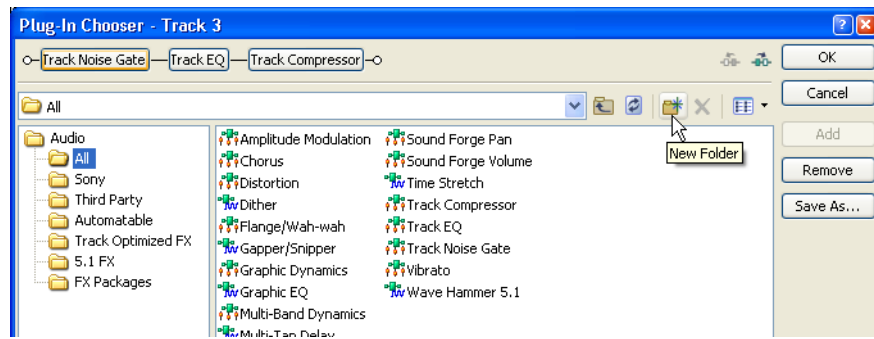 Plug-In Chooser - Track 3
Track Noise Gate Track EQ Track Compressor
OK
Cancel
Add
Remove
Save As...
All
New Folder
Audio
All
Sony
Third Party
Automatable
Track Optimized FX
5.1 FX
FX Packages
Amplitude Modulation
Chorus
Distortion
Dither
Flange/Wah-wah
Gapper/Snipper
Graphic Dynamics
Graphic EQ
Multi-Band Dynamics
Multi-Tap Delay
Sound Forge Pan
Sound Forge Volume
Time Stretch
Track Compressor
Track EQ
Track Noise Gate
Vibrato
Wave Hammer 5.1